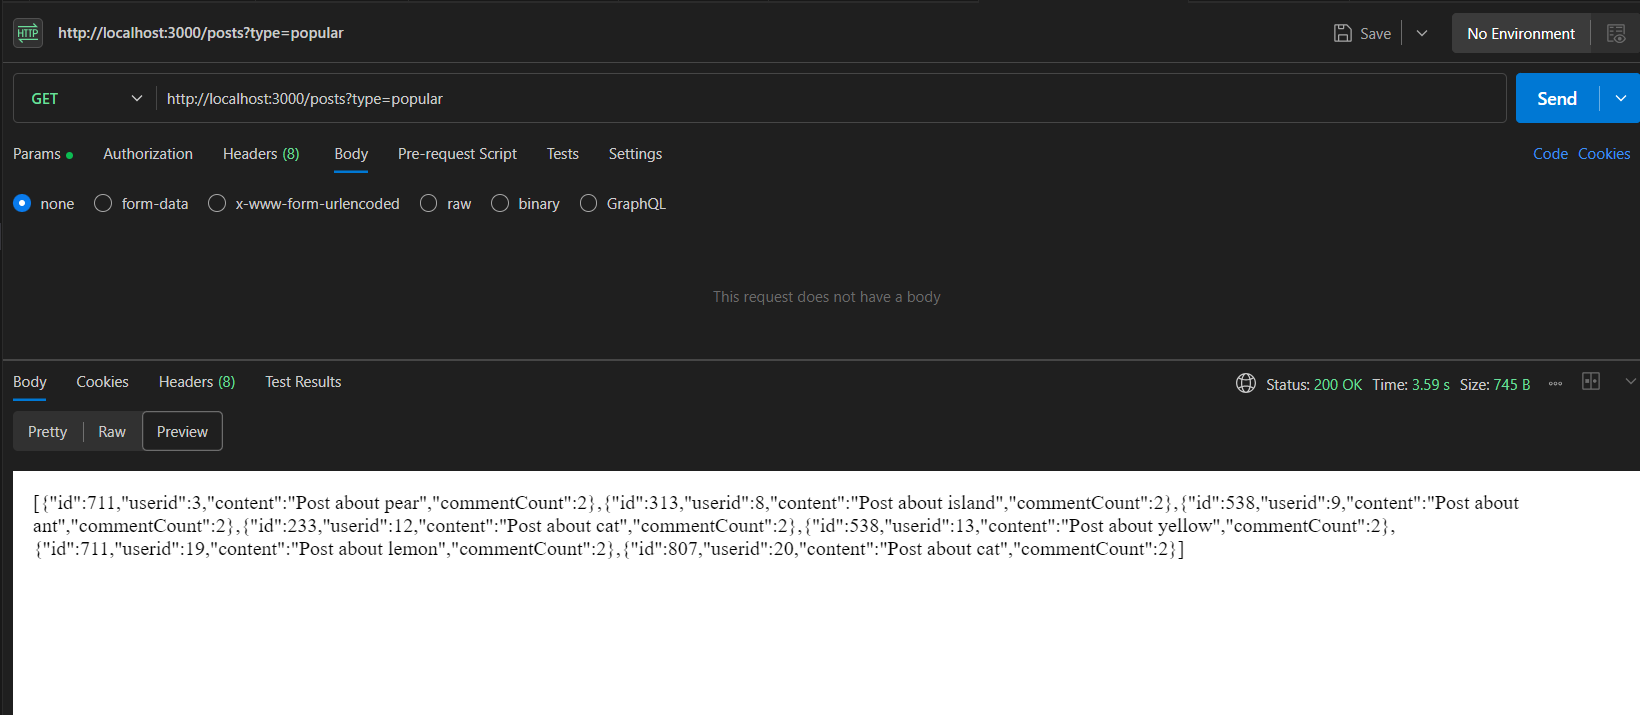 HTTP http://localhost:3000/posts?type=popular Save No Environment
GET http://localhost:3000/posts?type=popular Send
Params Authorization Headers (8) Body Pre-request Script Tests Settings Code Cookies
none form-data x-www-form-urlencoded raw binary GraphQL
This request does not have a body
Body Cookies Headers (8) Test Results Status: 200 OK Time: 3.59 s Size: 745 B
Pretty Raw Preview
[{"id":711,"userid":3,"content":"Post about pear","commentCount":2},{"id":313,"userid":8,"content":"Post about island","commentCount":2},{"id":538,"userid":9,"content":"Post about
ant","commentCount":2},{"id":233,"userid":12,"content":"Post about cat","commentCount":2},{"id":538,"userid":13,"content":"Post about yellow","commentCount":2},
{"id":711,"userid":19,"content":"Post about lemon","commentCount":2},{"id":807,"userid":20,"content":"Post about cat","commentCount":2}]